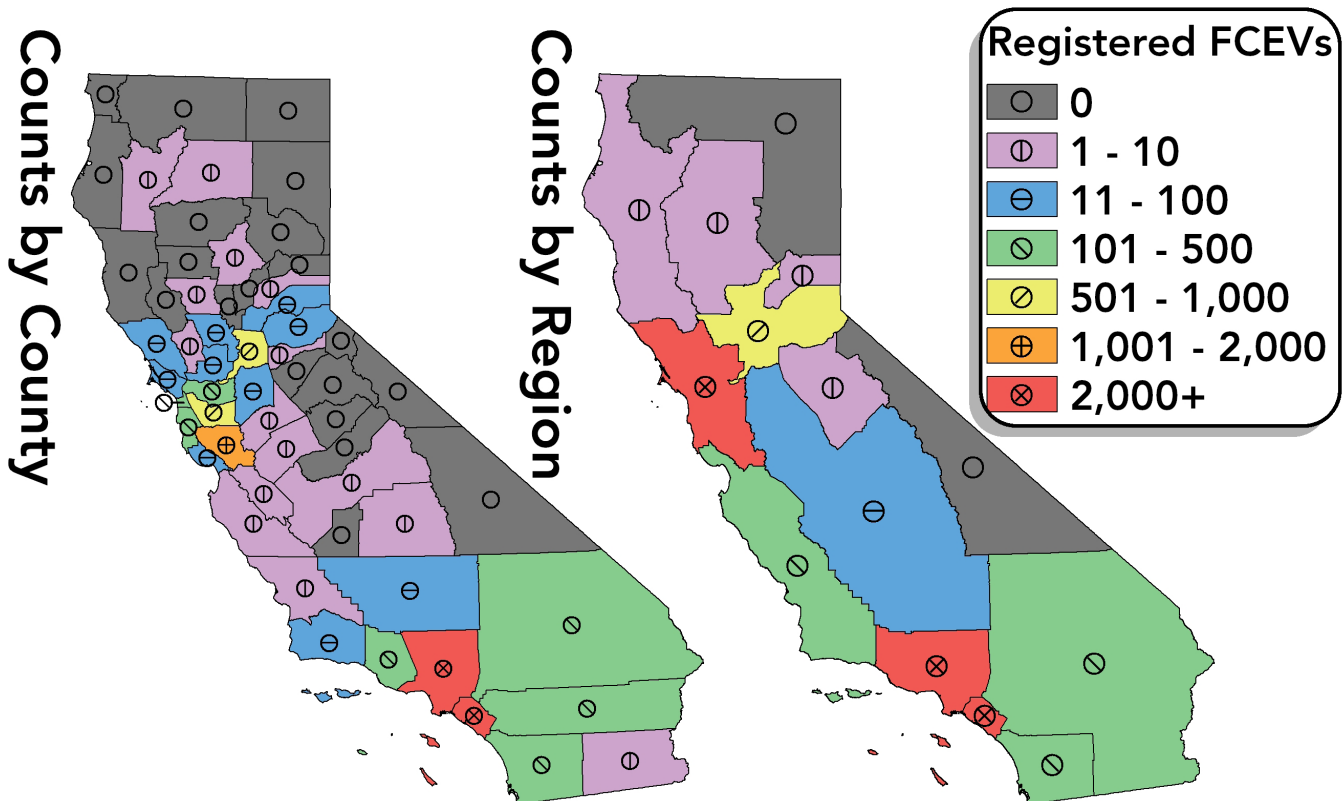 Counts by County
Counts by Region
Registered FCEVs
0
1 - 10
11 - 100
101 - 500
501 - 1,000
1,001 - 2,000
2,000+